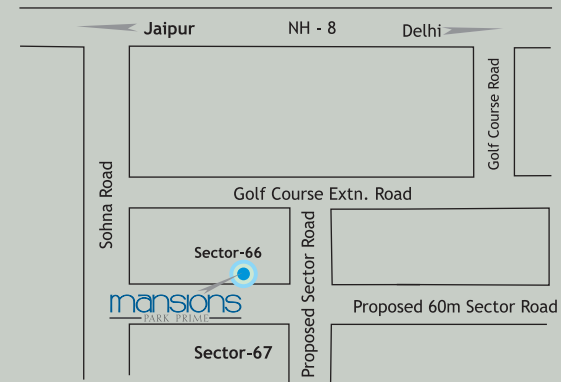 Jaipur NH - 8 Delhi
Golf Course Road
Sohna Road
Golf Course Extn. Road
Proposed Sector Road
Sector-66
mansions
PARK PRIME
Proposed 60m Sector Road
Sector-67